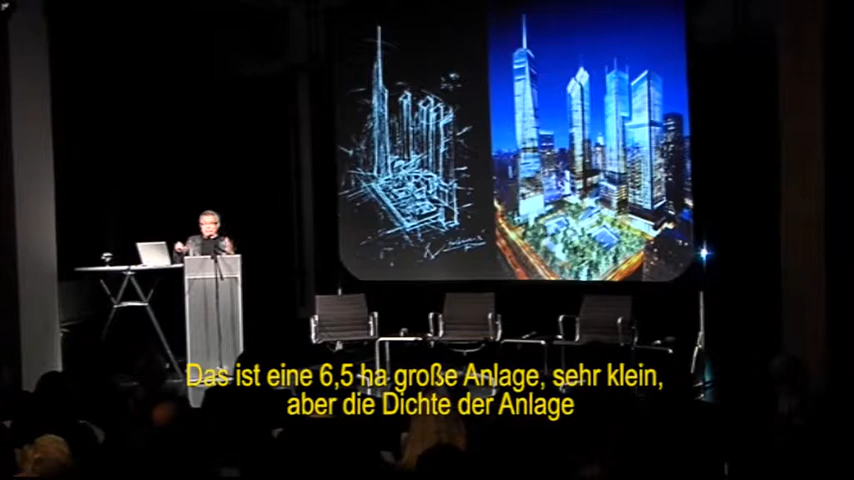 Das ist eine 6,5 ha große Anlage, sehr klein,
aber die Dichte der Anlage